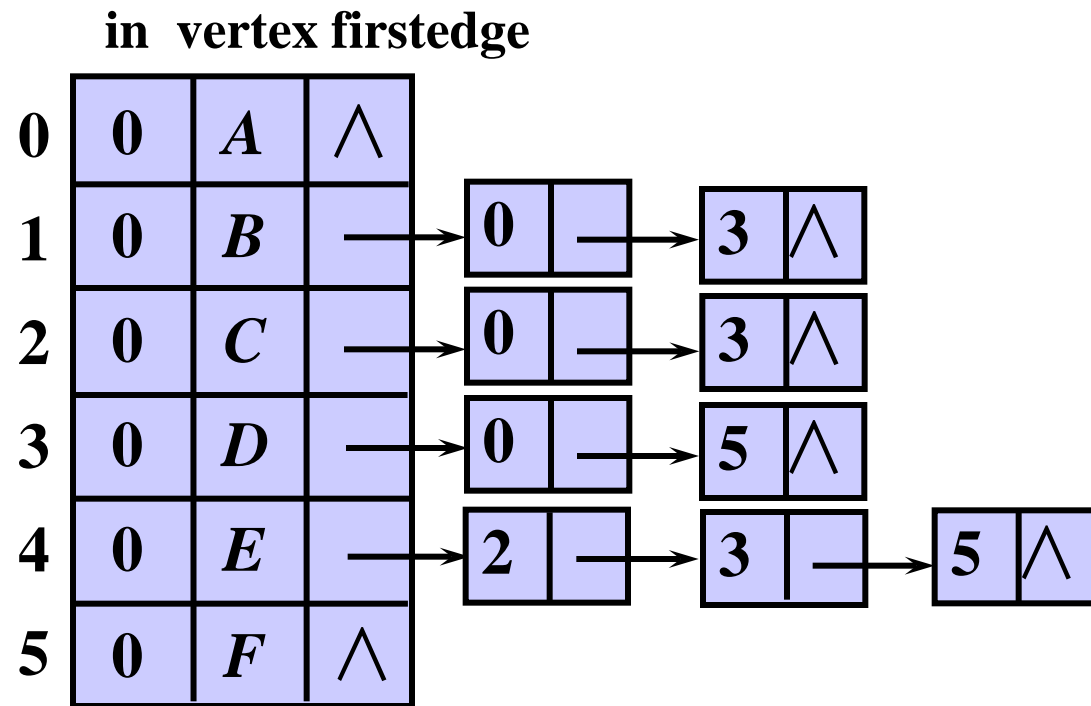 in vertex firstedge
0 0 A ∧
1 0 B 0 3 ∧
2 0 C 0 3 ∧
3 0 D 0 5 ∧
4 0 E 2 3 5 ∧
5 0 F ∧